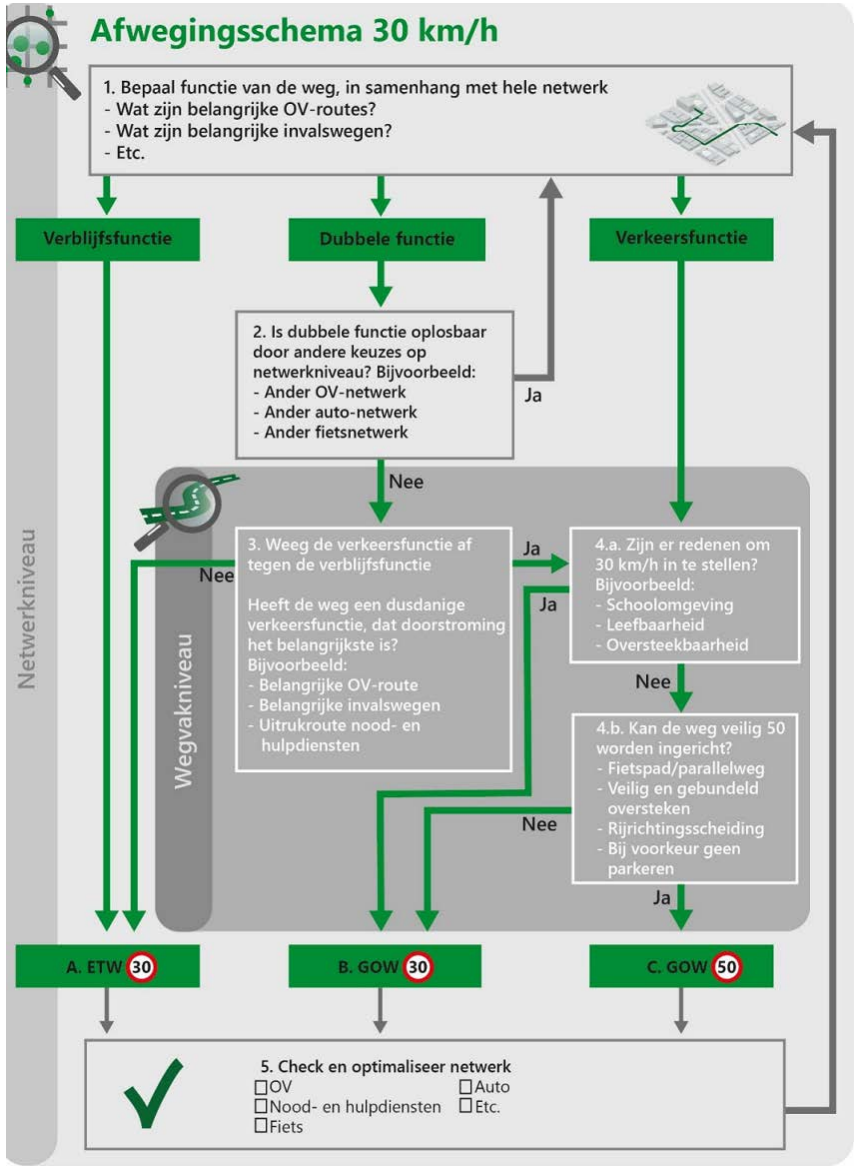 Afwegingsschema 30 km/h
1. Bepaal functie van de weg, in samenhang met hele netwerk
- Wat zijn belangrijke OV-routes?
- Wat zijn belangrijke invalswegen?
- Etc.
Verblijfsfunctie
Dubbele functie
Verkeersfunctie
2. Is dubbele functie oplosbaar
door andere keuzes op
netwerkniveau? Bijvoorbeeld:
- Ander OV-netwerk
- Ander auto-netwerk
- Ander fietsnetwerk
Ja
Nee
Netwerkniveau
Wegvakniveau
3. Weeg de verkeersfunctie af
tegen de verblijfsfunctie
Heeft de weg een dusdanige
verkeersfunctie, dat doorstroming
het belangrijkste is?
Bijvoorbeeld:
- Belangrijke OV-route
- Belangrijke invalswegen
- Uitrukroute nood- en
hulpdiensten
Nee
Ja
4.a. Zijn er redenen om
30 km/h in te stellen?
Bijvoorbeeld:
- Schoolomgeving
- Leefbaarheid
- Oversteekbaarheid
Ja
Nee
4.b. Kan de weg veilig 50
worden ingericht?
- Fietspad/parallelweg
- Veilig en gebundeld
oversteken
- Rijrichtingsscheiding
- Bij voorkeur geen
parkeren
Nee
Ja
A. ETW 30
B. GOW 30
C. GOW 50
5. Check en optimaliseer netwerk
OV
Auto
Nood- en hulpdiensten
Etc.
Fiets